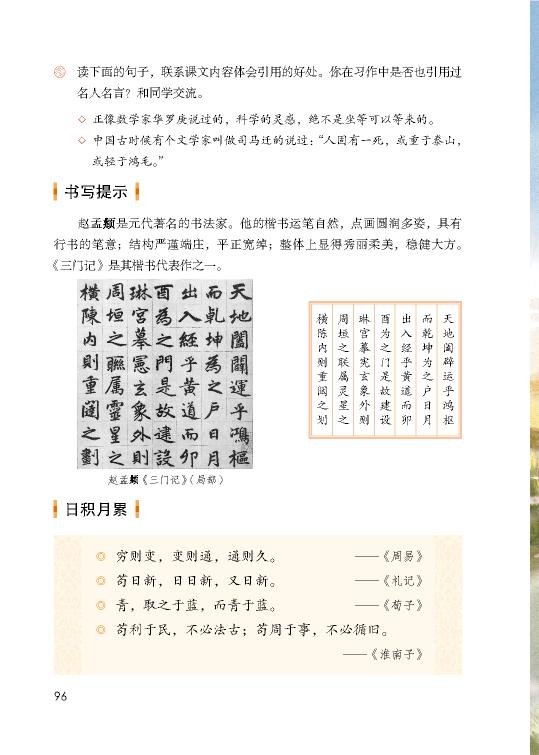 读下面的句子，联系课文内容体会引用的好处。你在习作中是否也引用过
名人名言？和同学交流。
◇ 正像数学家华罗庚说过的，科学的灵感，绝不是坐等可以等来的。
◇ 中国古时候有个文学家叫做司马迁的说过：“人固有一死，或重于泰山，
或轻于鸿毛。”
书写提示
赵孟𫖯是元代著名的书法家。他的楷书运笔自然，点画圆润多姿，具有
行书的笔意；结构严谨端庄，平正宽绰；整体上显得秀丽柔美，稳健大方。
《三门记》是其楷书代表作之一。
天地闔闢運乎鴻樞
而乾坤為之户日月
出入經乎黄道而卯
酉為之門是故建設
琳宫摹憲玄象外則
周垣之聯屬靈星之
横陳内則重闥之劃
天地阖辟运乎鸿枢
而乾坤为之户日月
出入经乎黄道而卯
酉为之门是故建设
琳宫摹宪玄象外则
周垣之联属灵星之
横陈内则重闼之划
赵孟𫖯《三门记》（局部）
日积月累
◎ 穷则变，变则通，通则久。 ——《周易》
◎ 苟日新，日日新，又日新。 ——《礼记》
◎ 青，取之于蓝，而青于蓝。 ——《荀子》
◎ 苟利于民，不必法古；苟周于事，不必循旧。
——《淮南子》
96